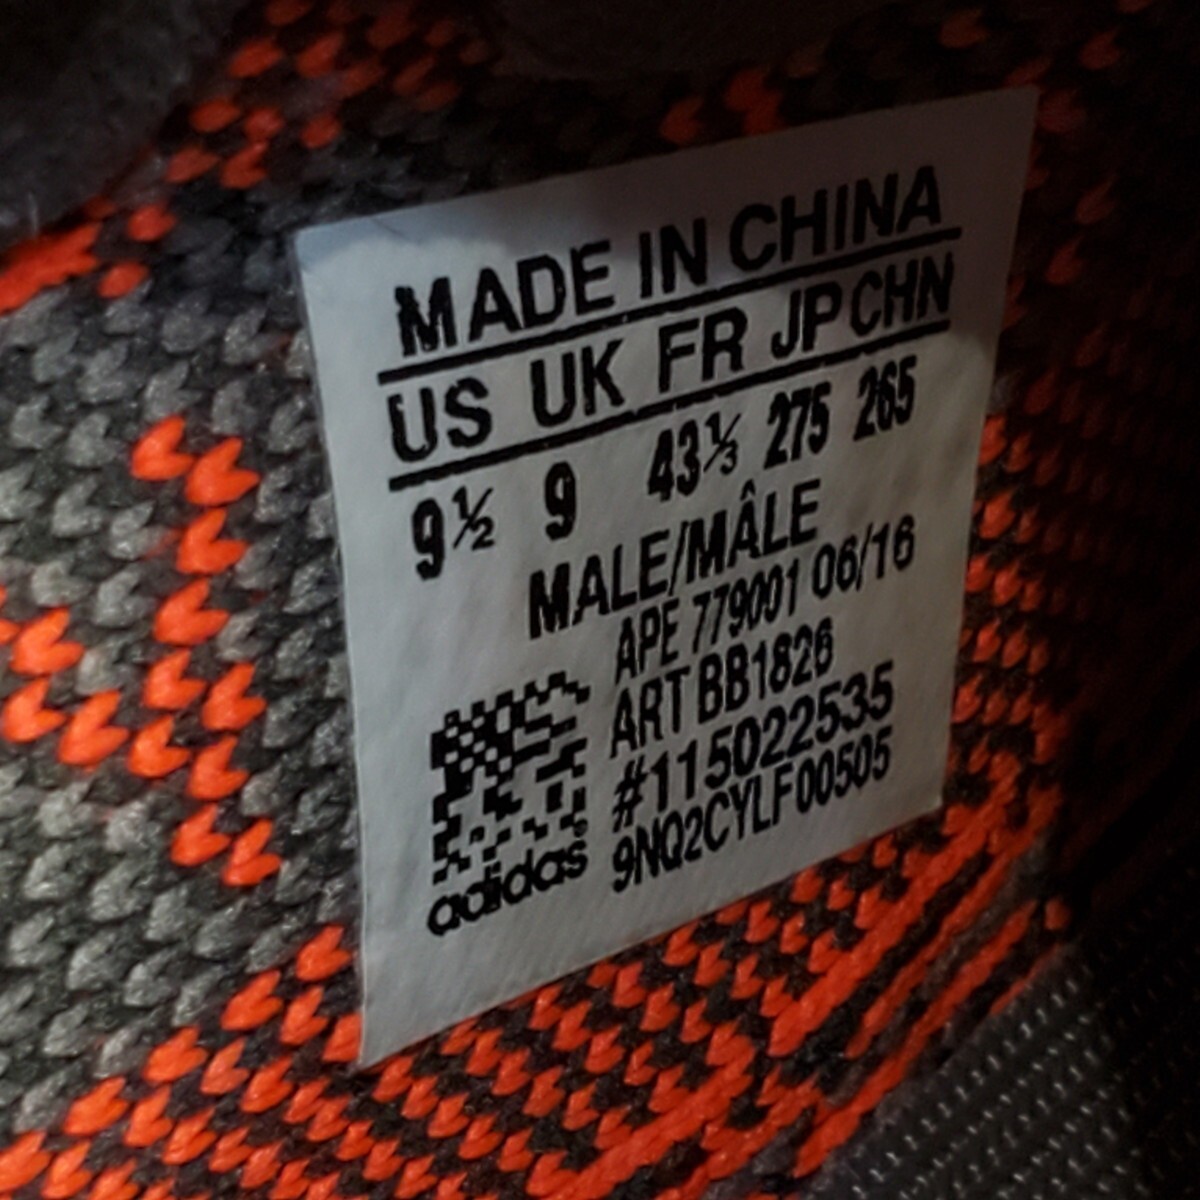 MADE IN CHINA
US UK FR JP CHN
9½ 9 43⅓ 275 265
MALE/MÂLE
APE 779001 06/16
ART BB1826
#115022535
9NQ2CYLF00505
adidas